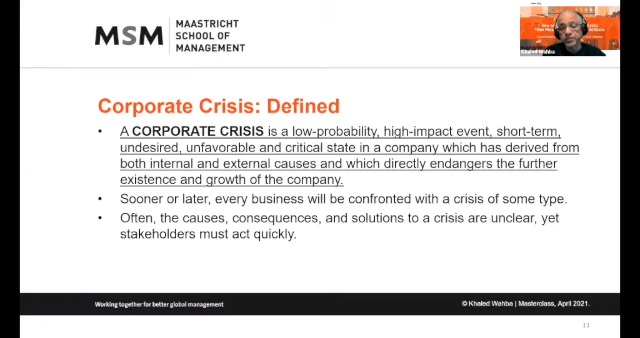 MSM
MAASTRICHT
SCHOOL OF
MANAGEMENT
Khaled Wahba
Corporate Crisis: Defined
• A CORPORATE CRISIS is a low-probability, high-impact event, short-term,
undesired, unfavorable and critical state in a company which has derived from
both internal and external causes and which directly endangers the further
existence and growth of the company.
• Sooner or later, every business will be confronted with a crisis of some type.
• Often, the causes, consequences, and solutions to a crisis are unclear, yet
stakeholders must act quickly.
Working together for better global management
© Khaled Wahba | Masterclass, April 2021.
11